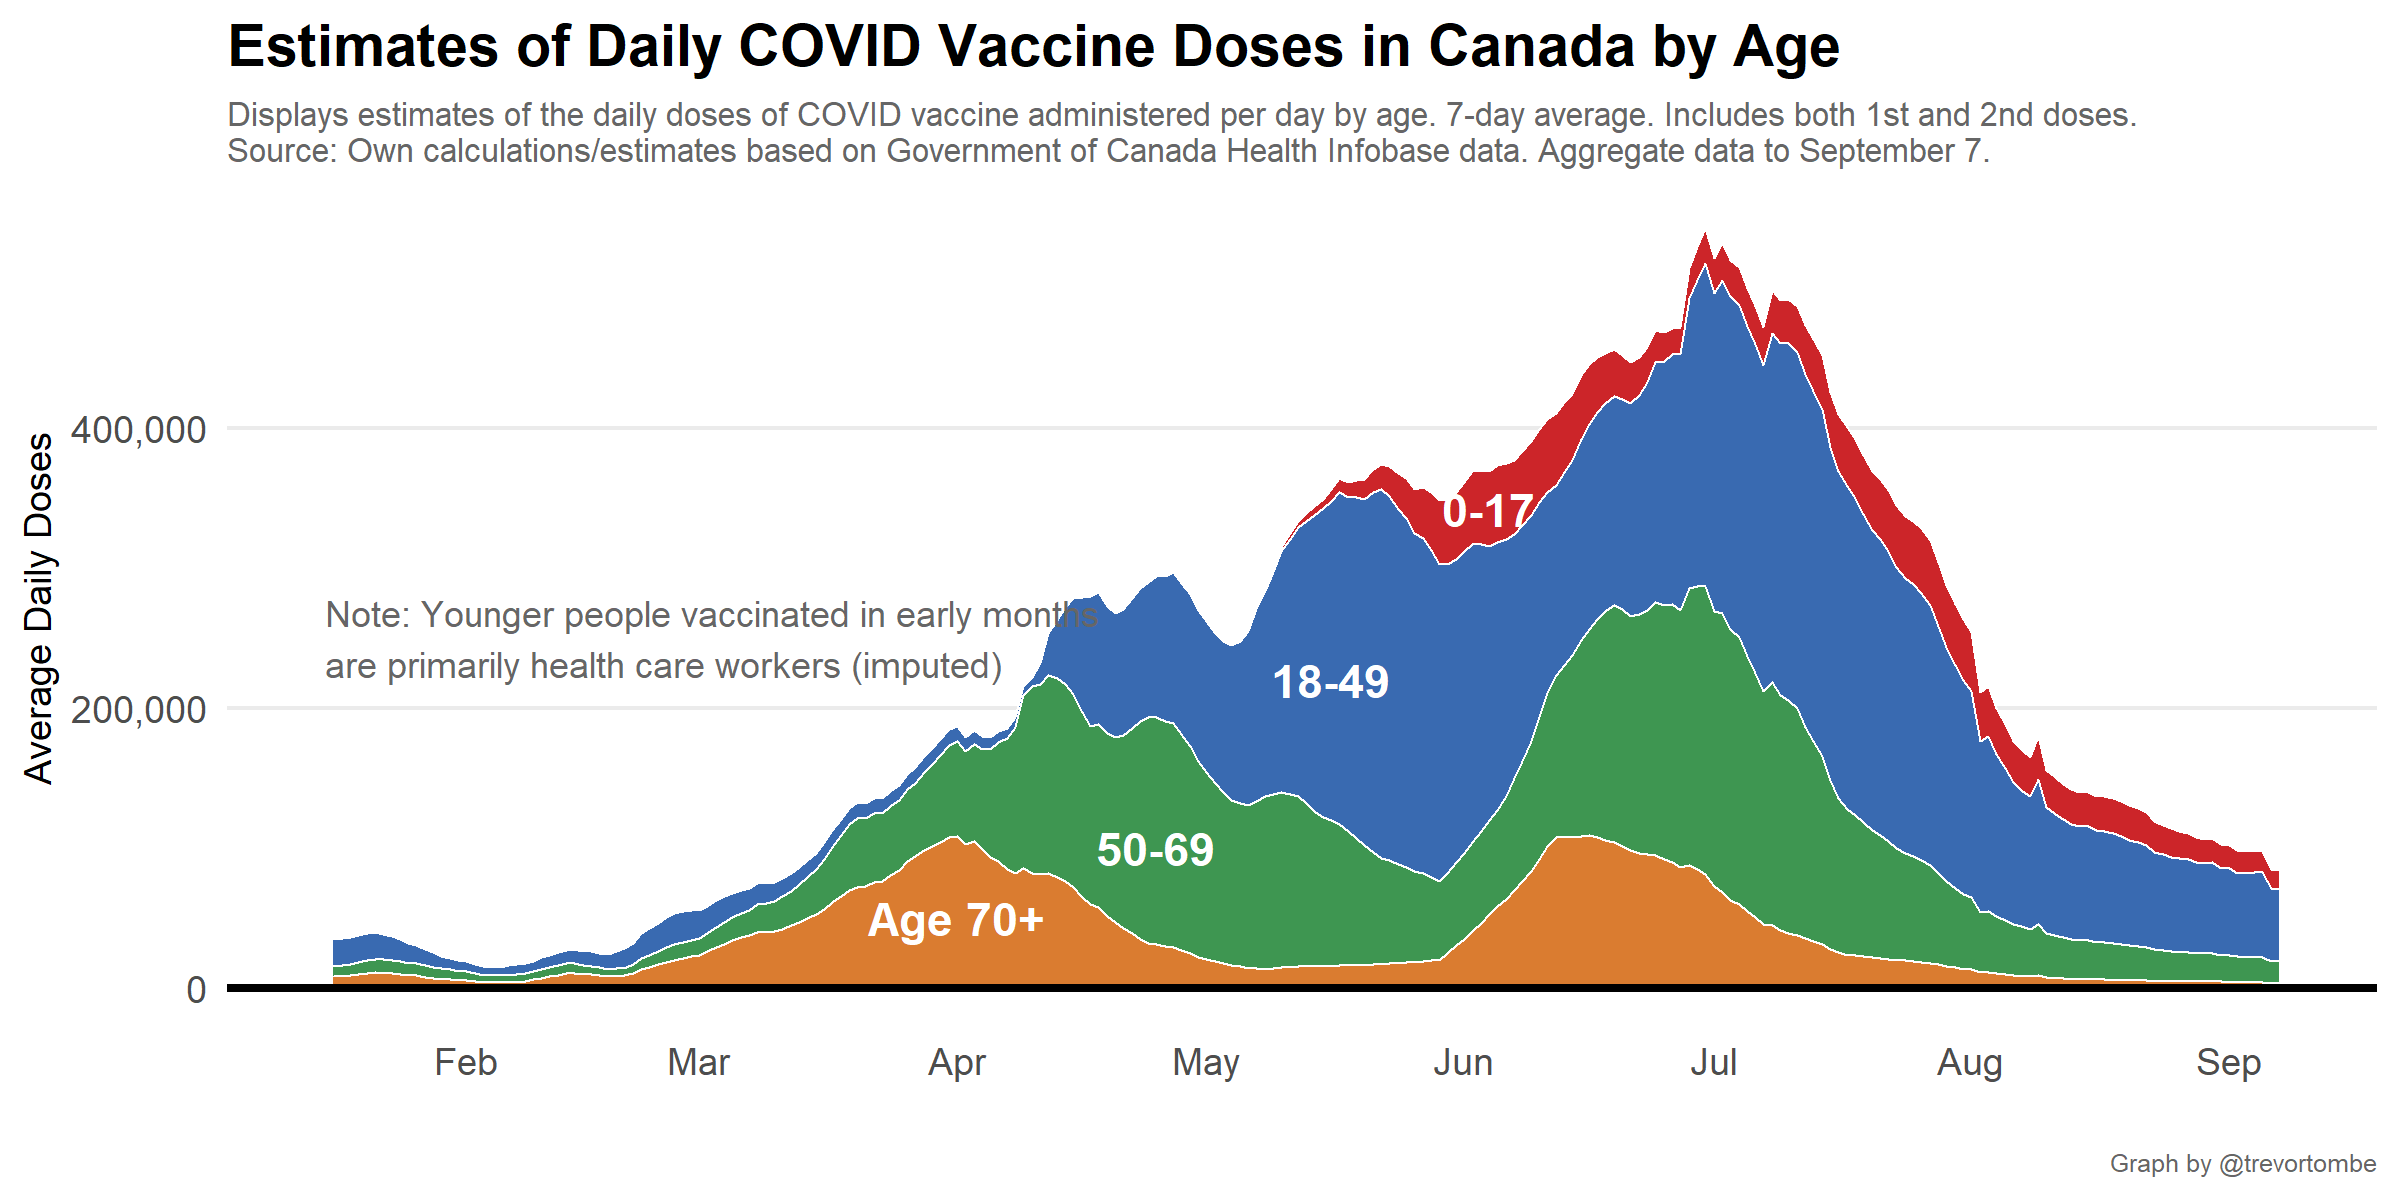 Estimates of Daily COVID Vaccine Doses in Canada by Age
Displays estimates of the daily doses of COVID vaccine administered per day by age. 7-day average. Includes both 1st and 2nd doses.
Source: Own calculations/estimates based on Government of Canada Health Infobase data. Aggregate data to September 7.
Average Daily Doses
400,000
200,000
0
Note: Younger people vaccinated in early months
are primarily health care workers (imputed)
0-17
18-49
50-69
Age 70+
Feb Mar Apr May Jun Jul Aug Sep
Graph by @trevortombe